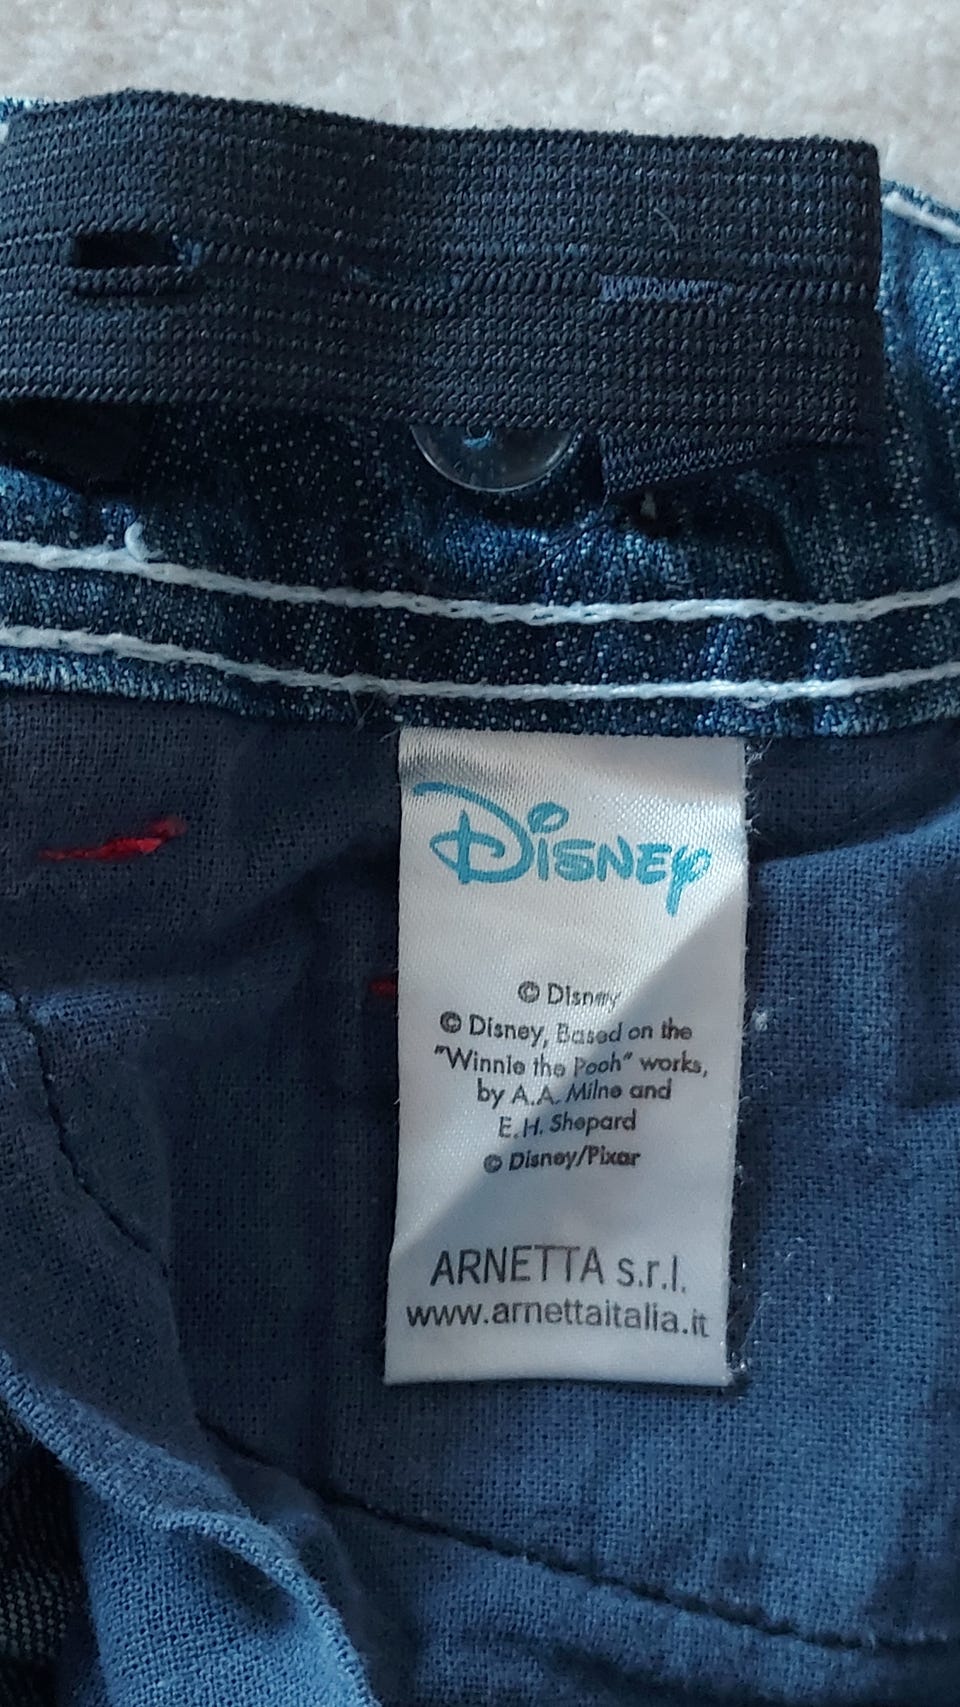 Disney
© Disney
© Disney, Based on the
"Winnie the Pooh" works,
by A.A. Milne and
E.H. Shepard
© Disney/Pixar
ARNETTA s.r.l.
www.arnettaitalia.it